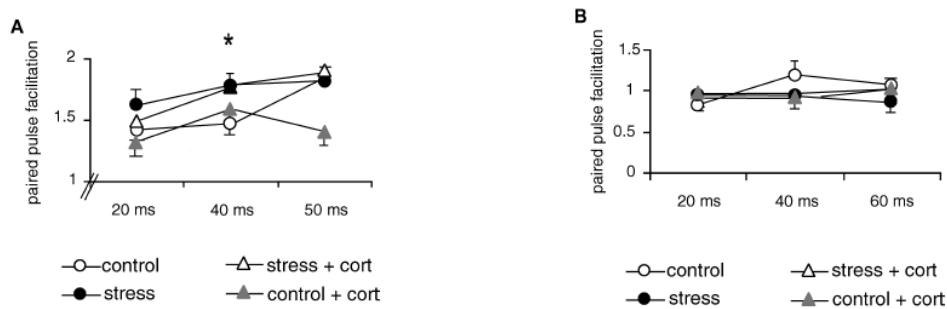 A
*
paired pulse facilitation
2
1.5
1
20 ms
40 ms
50 ms
control
stress + cort
stress
control + cort
B
paired pulse facilitation
1.5
1
0.5
0
20 ms
40 ms
60 ms
control
stress + cort
stress
control + cort